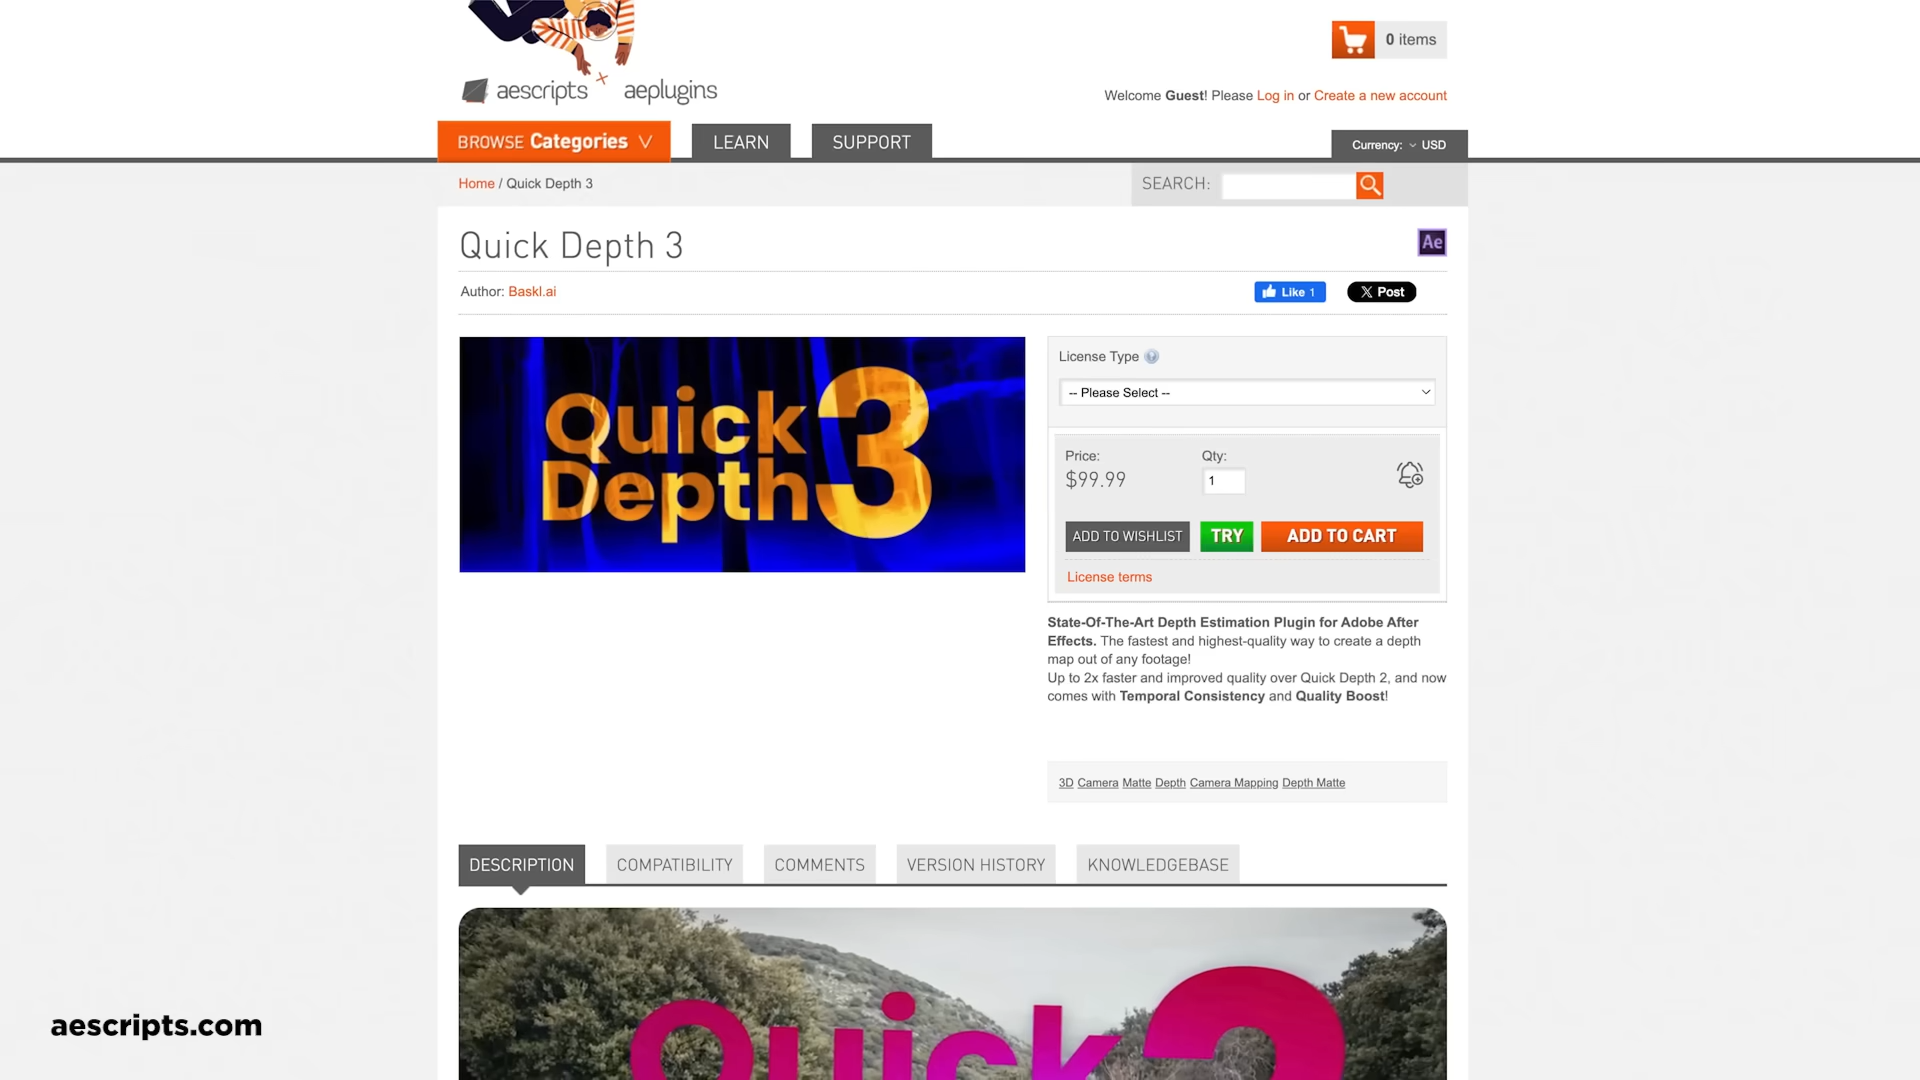 0 items
aescripts + aeplugins
Welcome Guest! Please Log in or Create a new account
BROWSE Categories
LEARN
SUPPORT
Currency: USD
Home / Quick Depth 3
SEARCH:
Quick Depth 3
Ae
Author: Baskl.ai
Like 1
X Post
Quick
Depth
3
License Type ?
-- Please Select --
Price:
Qty:
$99.99
1
ADD TO WISHLIST
TRY
ADD TO CART
License terms
State-Of-The-Art Depth Estimation Plugin for Adobe After
Effects. The fastest and highest-quality way to create a depth
map out of any footage!
Up to 2x faster and improved quality over Quick Depth 2, and now
comes with Temporal Consistency and Quality Boost!
3D Camera Matte Depth Camera Mapping Depth Matte
DESCRIPTION
COMPATIBILITY
COMMENTS
VERSION HISTORY
KNOWLEDGEBASE
Quick 3
aescripts.com